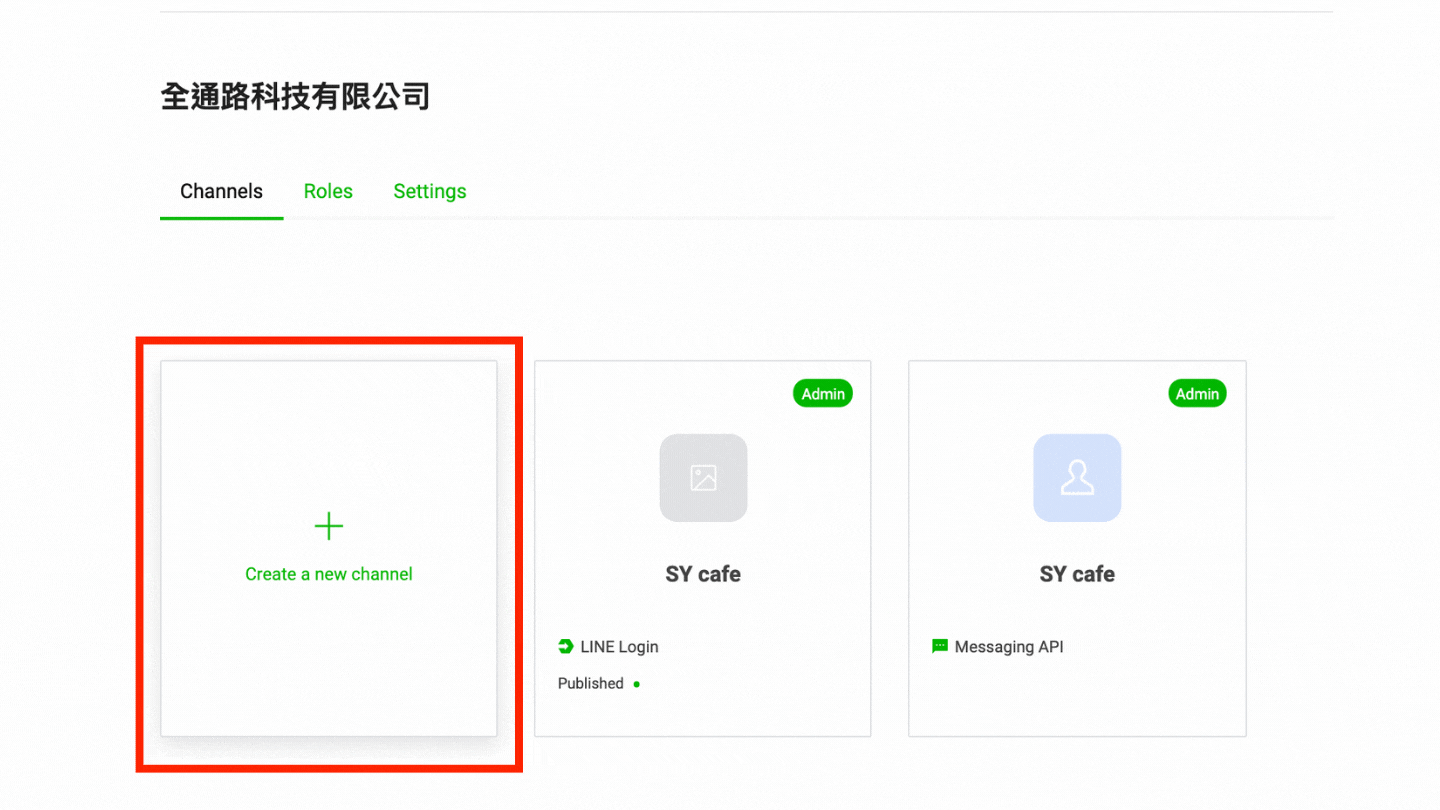 全通路科技有限公司
Channels
Roles
Settings
Create a new channel
Admin
SY cafe
LINE Login
Published
Admin
SY cafe
Messaging API